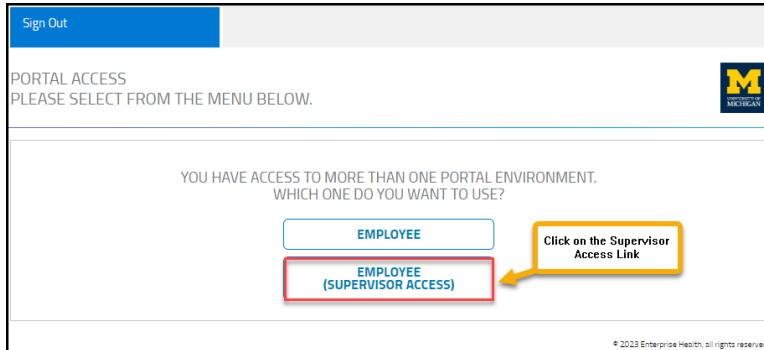 Sign Out
PORTAL ACCESS
PLEASE SELECT FROM THE MENU BELOW.
M
UNIVERSITY OF
MICHIGAN
YOU HAVE ACCESS TO MORE THAN ONE PORTAL ENVIRONMENT.
WHICH ONE DO YOU WANT TO USE?
EMPLOYEE
Click on the Supervisor
Access Link
EMPLOYEE
(SUPERVISOR ACCESS)
© 2023 Enterprise Health, all rights reserve